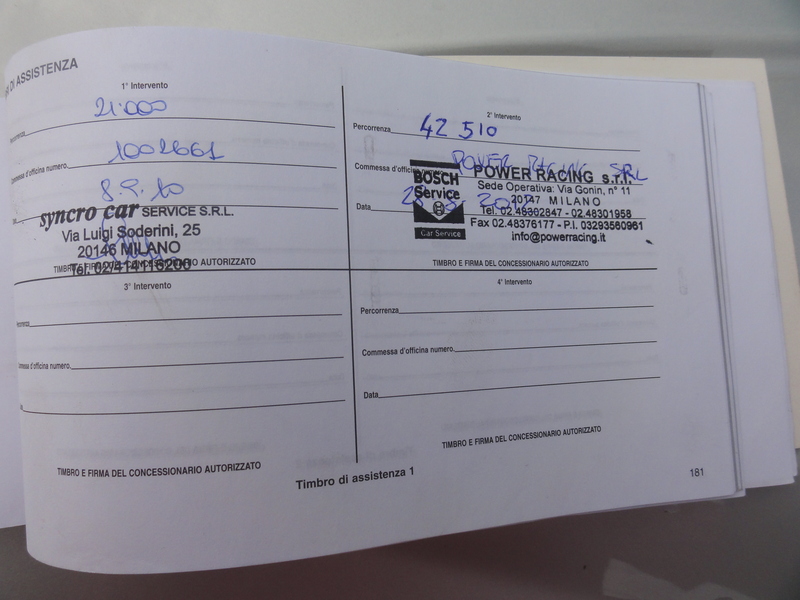 DI ASSISTENZA
1° Intervento
21.000
Percorrenza
Commessa d'officina numero
1002661
8.9.10
syncro car SERVICE S.R.L.
Via Luigi Soderini, 25
20146 MILANO
Tel. 02/414116200
TIMBRO E FIRMA DEL CONCESSIONARIO AUTORIZZATO
2° Intervento
Percorrenza 42 510
Commessa d'officina
POWER RACING SRL
Data
BOSCH
Service
Car Service
POWER RACING s.r.l.
Sede Operativa: Via Gonin, n° 11
20147 MILANO
Tel. 02.48302847 - 02.48301958
Fax 02.48376177 - P.I. 03293560961
info@powerracing.it
TIMBRO E FIRMA DEL CONCESSIONARIO AUTORIZZATO
3° Intervento
Percorrenza
Commessa d'officina numero
TIMBRO E FIRMA DEL CONCESSIONARIO AUTORIZZATO
4° Intervento
Percorrenza
Commessa d'officina numero
Data
TIMBRO E FIRMA DEL CONCESSIONARIO AUTORIZZATO
Timbro di assistenza 1
181